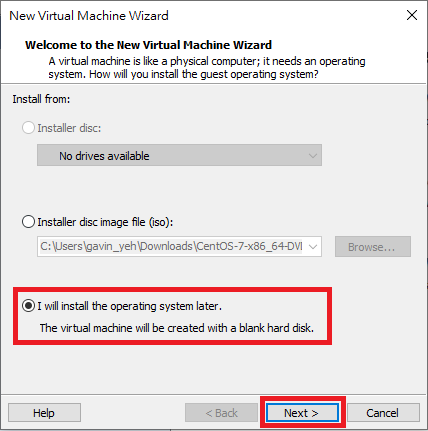 New Virtual Machine Wizard
Welcome to the New Virtual Machine Wizard
A virtual machine is like a physical computer; it needs an operating
system. How will you install the guest operating system?
Install from:
Installer disc:
No drives available
Installer disc image file (iso):
C:\Users\gavin_yeh\Downloads\CentOS-7-x86_64-DVI
Browse...
I will install the operating system later.
The virtual machine will be created with a blank hard disk.
Help
< Back
Next >
Cancel